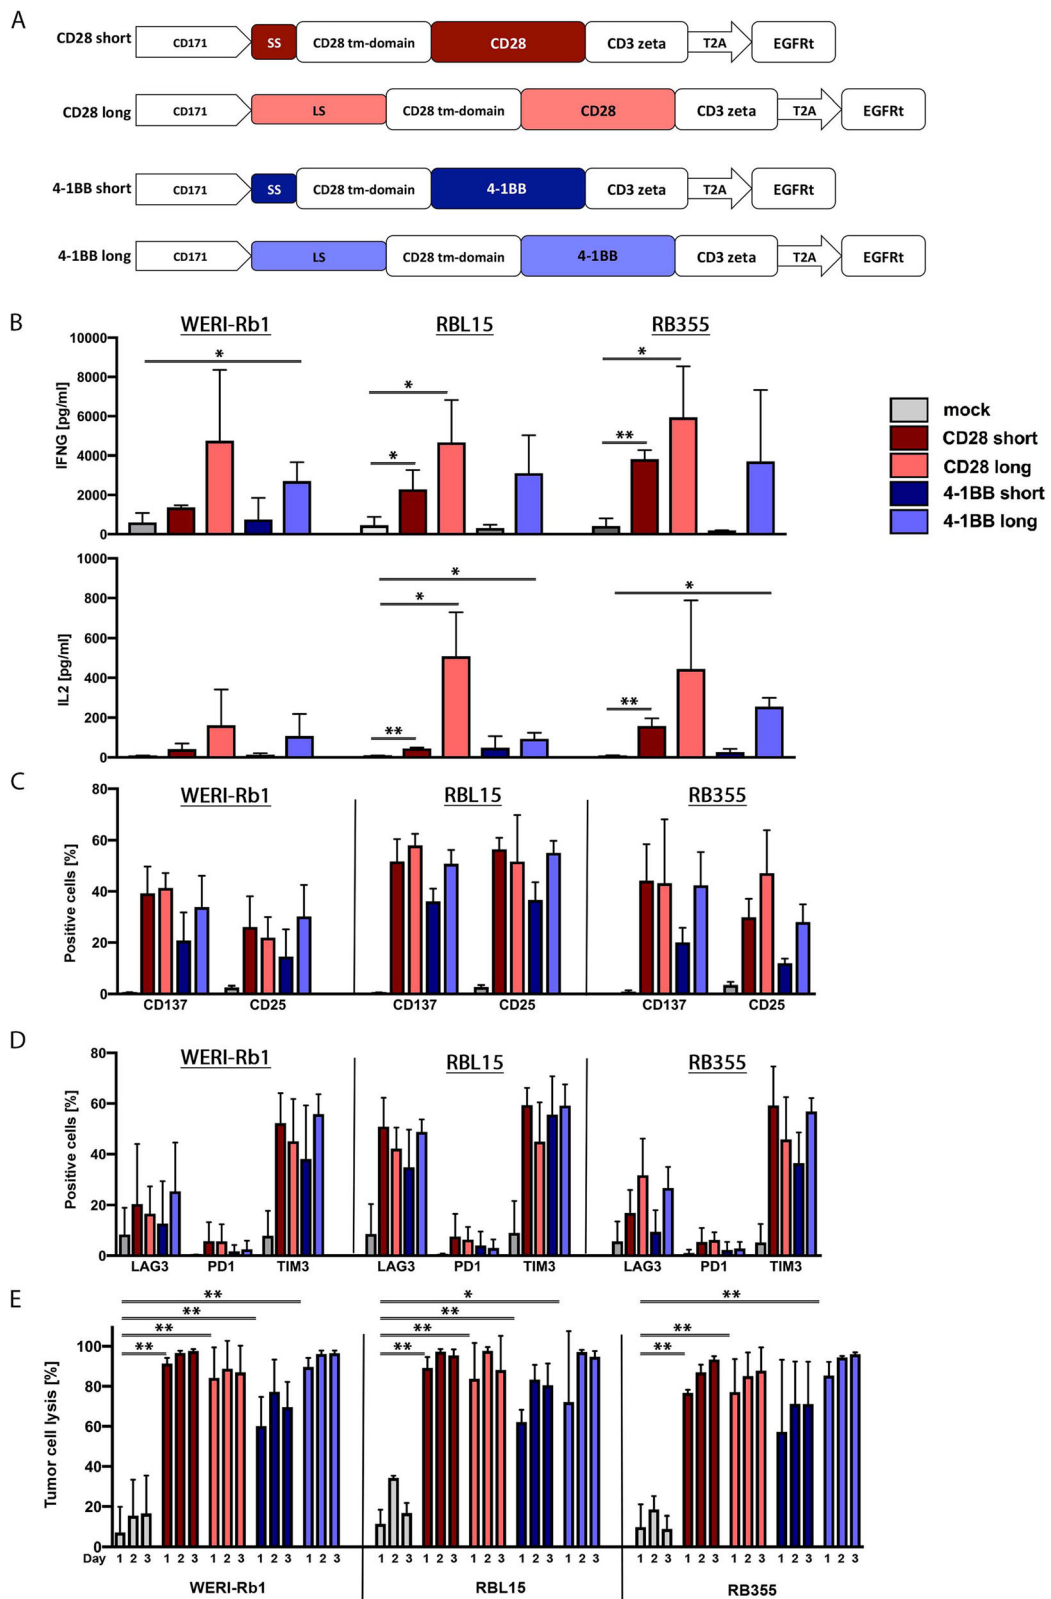 A
CD28 short CD171 SS CD28 tm-domain CD28 CD3 zeta T2A EGFRt
CD28 long CD171 LS CD28 tm-domain CD28 CD3 zeta T2A EGFRt
4-1BB short CD171 SS CD28 tm-domain 4-1BB CD3 zeta T2A EGFRt
4-1BB long CD171 LS CD28 tm-domain 4-1BB CD3 zeta T2A EGFRt
B
WERI-Rb1 RBL15 RB355
IFNG [pg/ml]
10000
8000
6000
4000
2000
0
* * * ** *
mock
CD28 short
CD28 long
4-1BB short
4-1BB long
IL2 [pg/ml]
1000
800
600
400
200
0
** * * ** *
C
WERI-Rb1 RBL15 RB355
Positive cells [%]
80
60
40
20
0
CD137 CD25 CD137 CD25 CD137 CD25
D
WERI-Rb1 RBL15 RB355
Positive cells [%]
80
60
40
20
0
LAG3 PD1 TIM3 LAG3 PD1 TIM3 LAG3 PD1 TIM3
E
** * **
** **
** ** **
** ** **
Tumor cell lysis [%]
100
80
60
40
20
0
Day 1 2 3 1 2 3 1 2 3 1 2 3 1 2 3 1 2 3 1 2 3 1 2 3 1 2 3 1 2 3 1 2 3 1 2 3 1 2 3 1 2 3 1 2 3
WERI-Rb1 RBL15 RB355